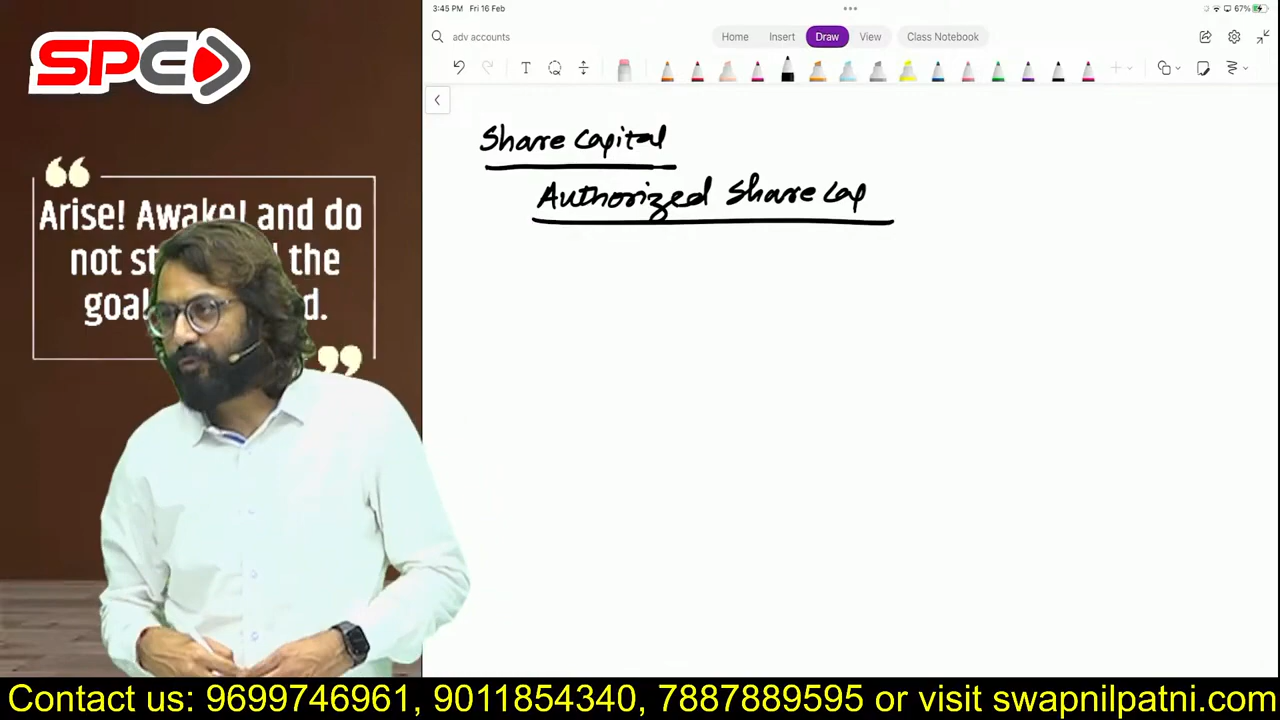 3:45 PM Fri 16 Feb
67%
adv accounts
Home Insert Draw View Class Notebook
SPE
T
Share Capital
Authorized Share Cap
“
Arise! Awake! and do
not st the
goal d.
”
Contact us: 9699746961, 9011854340, 7887889595 or visit swapnilpatni.com